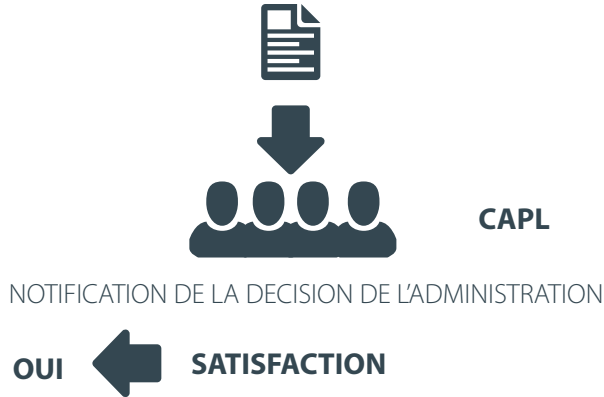 CAPL
NOTIFICATION DE LA DECISION DE L'ADMINISTRATION
OUI SATISFACTION